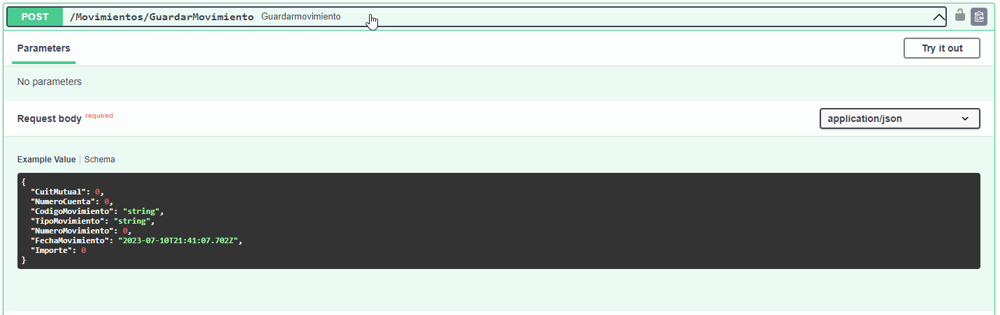 POST /Movimientos/GuardarMovimiento Guardarmovimiento
Parameters
Try it out
No parameters
Request body required
application/json
Example Value | Schema
{
"CuitMutual": 0,
"NumeroCuenta": 0,
"CodigoMovimiento": "string",
"TipoMovimiento": "string",
"NumeroMovimiento": 0,
"FechaMovimiento": "2023-07-10T21:41:07.702Z",
"Importe": 0
}